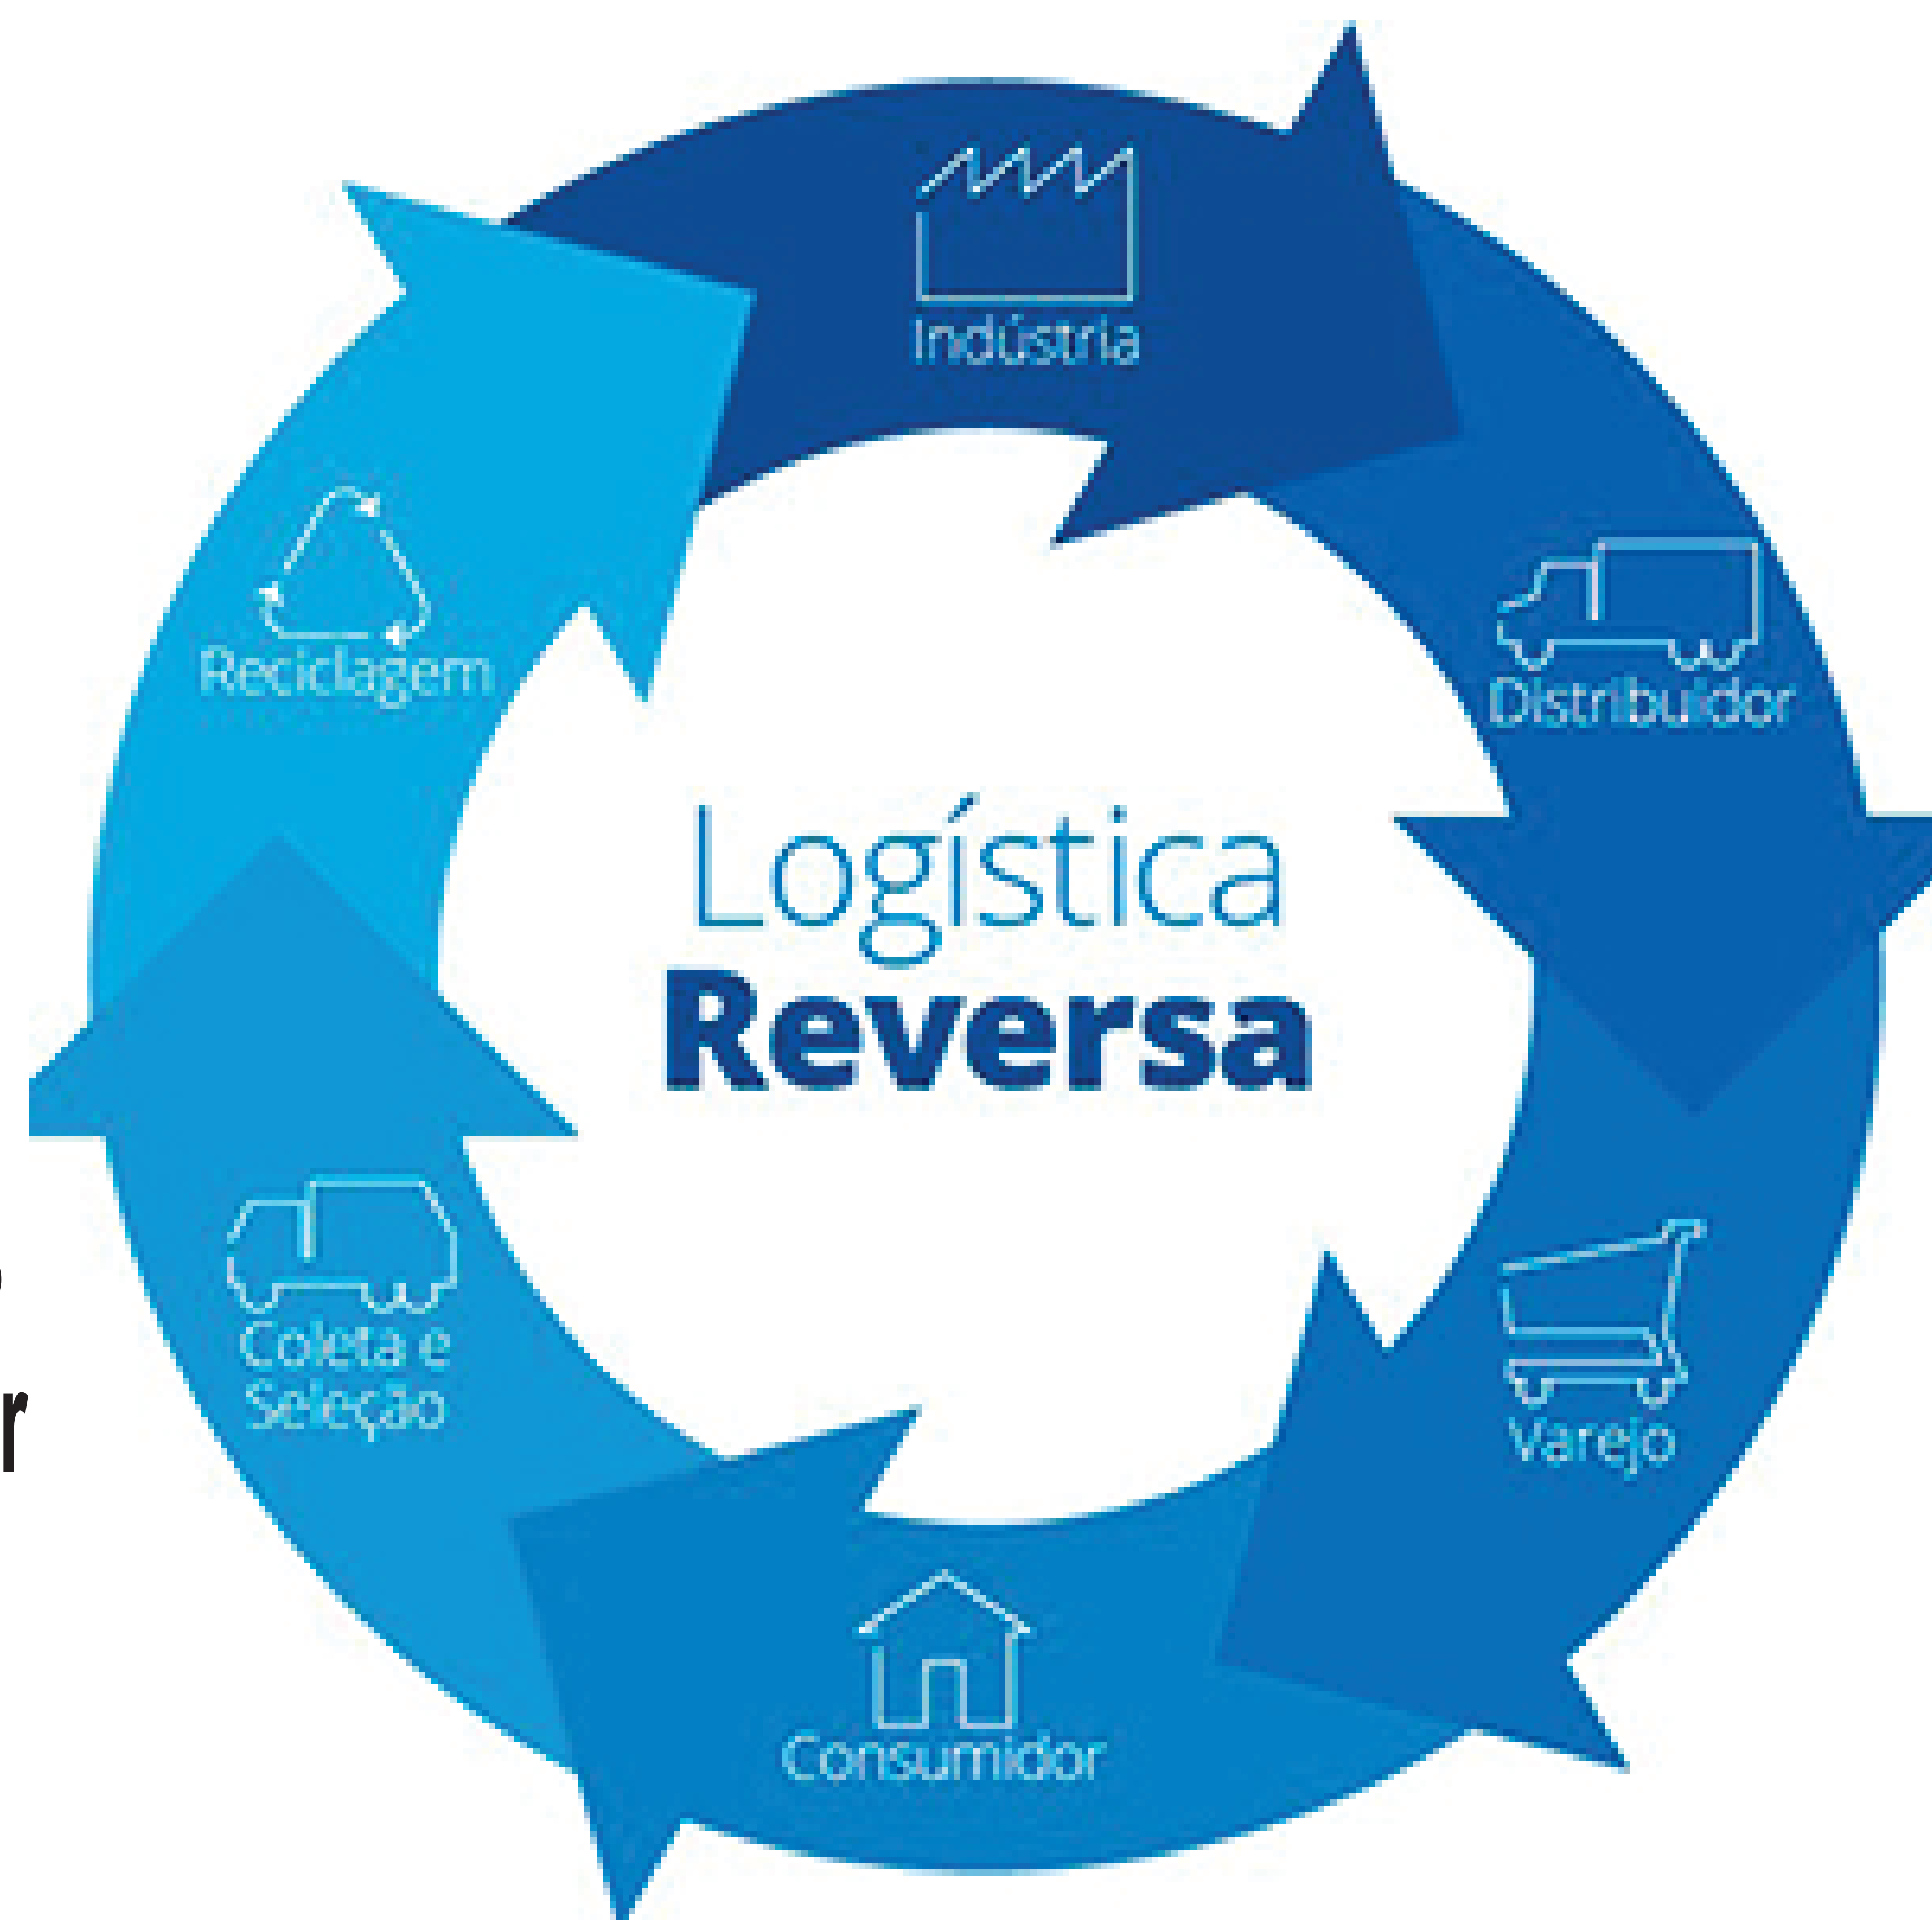 Indústria
Distribuidor
Varejo
Consumidor
Coleta e
Seleção
Reciclagem
Logística
Reversa
r